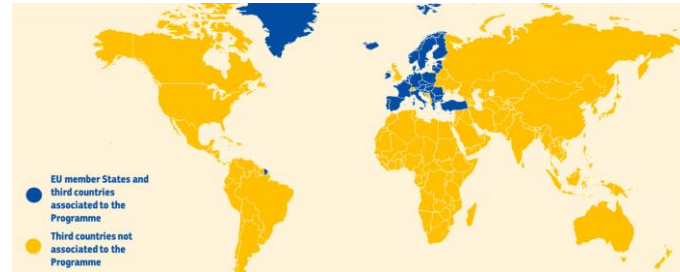 EU member States and
third countries
associated to the
Programme
Third countries not
associated to the
Programme